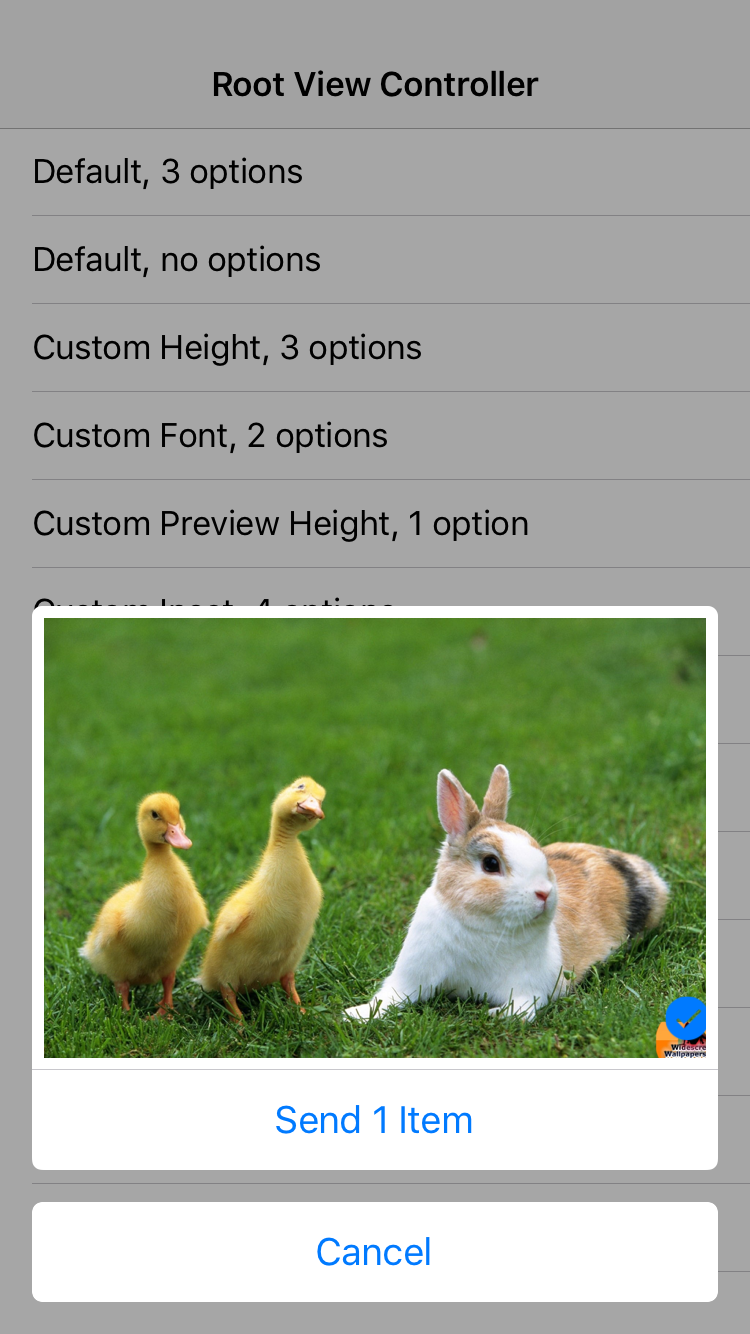 Root View Controller
Default, 3 options
Default, no options
Custom Height, 3 options
Custom Font, 2 options
Custom Preview Height, 1 option
Custom Inset, 4 options
Widescre
Wallpapers
Send 1 Item
Cancel